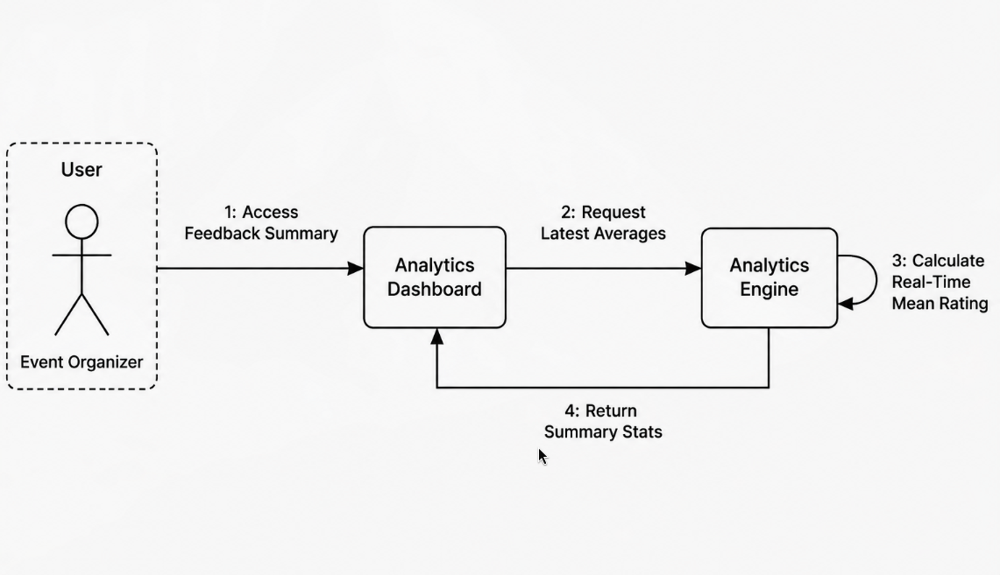 User
Event Organizer
1: Access
Feedback Summary
Analytics
Dashboard
2: Request
Latest Averages
Analytics
Engine
3: Calculate
Real-Time
Mean Rating
4: Return
Summary Stats